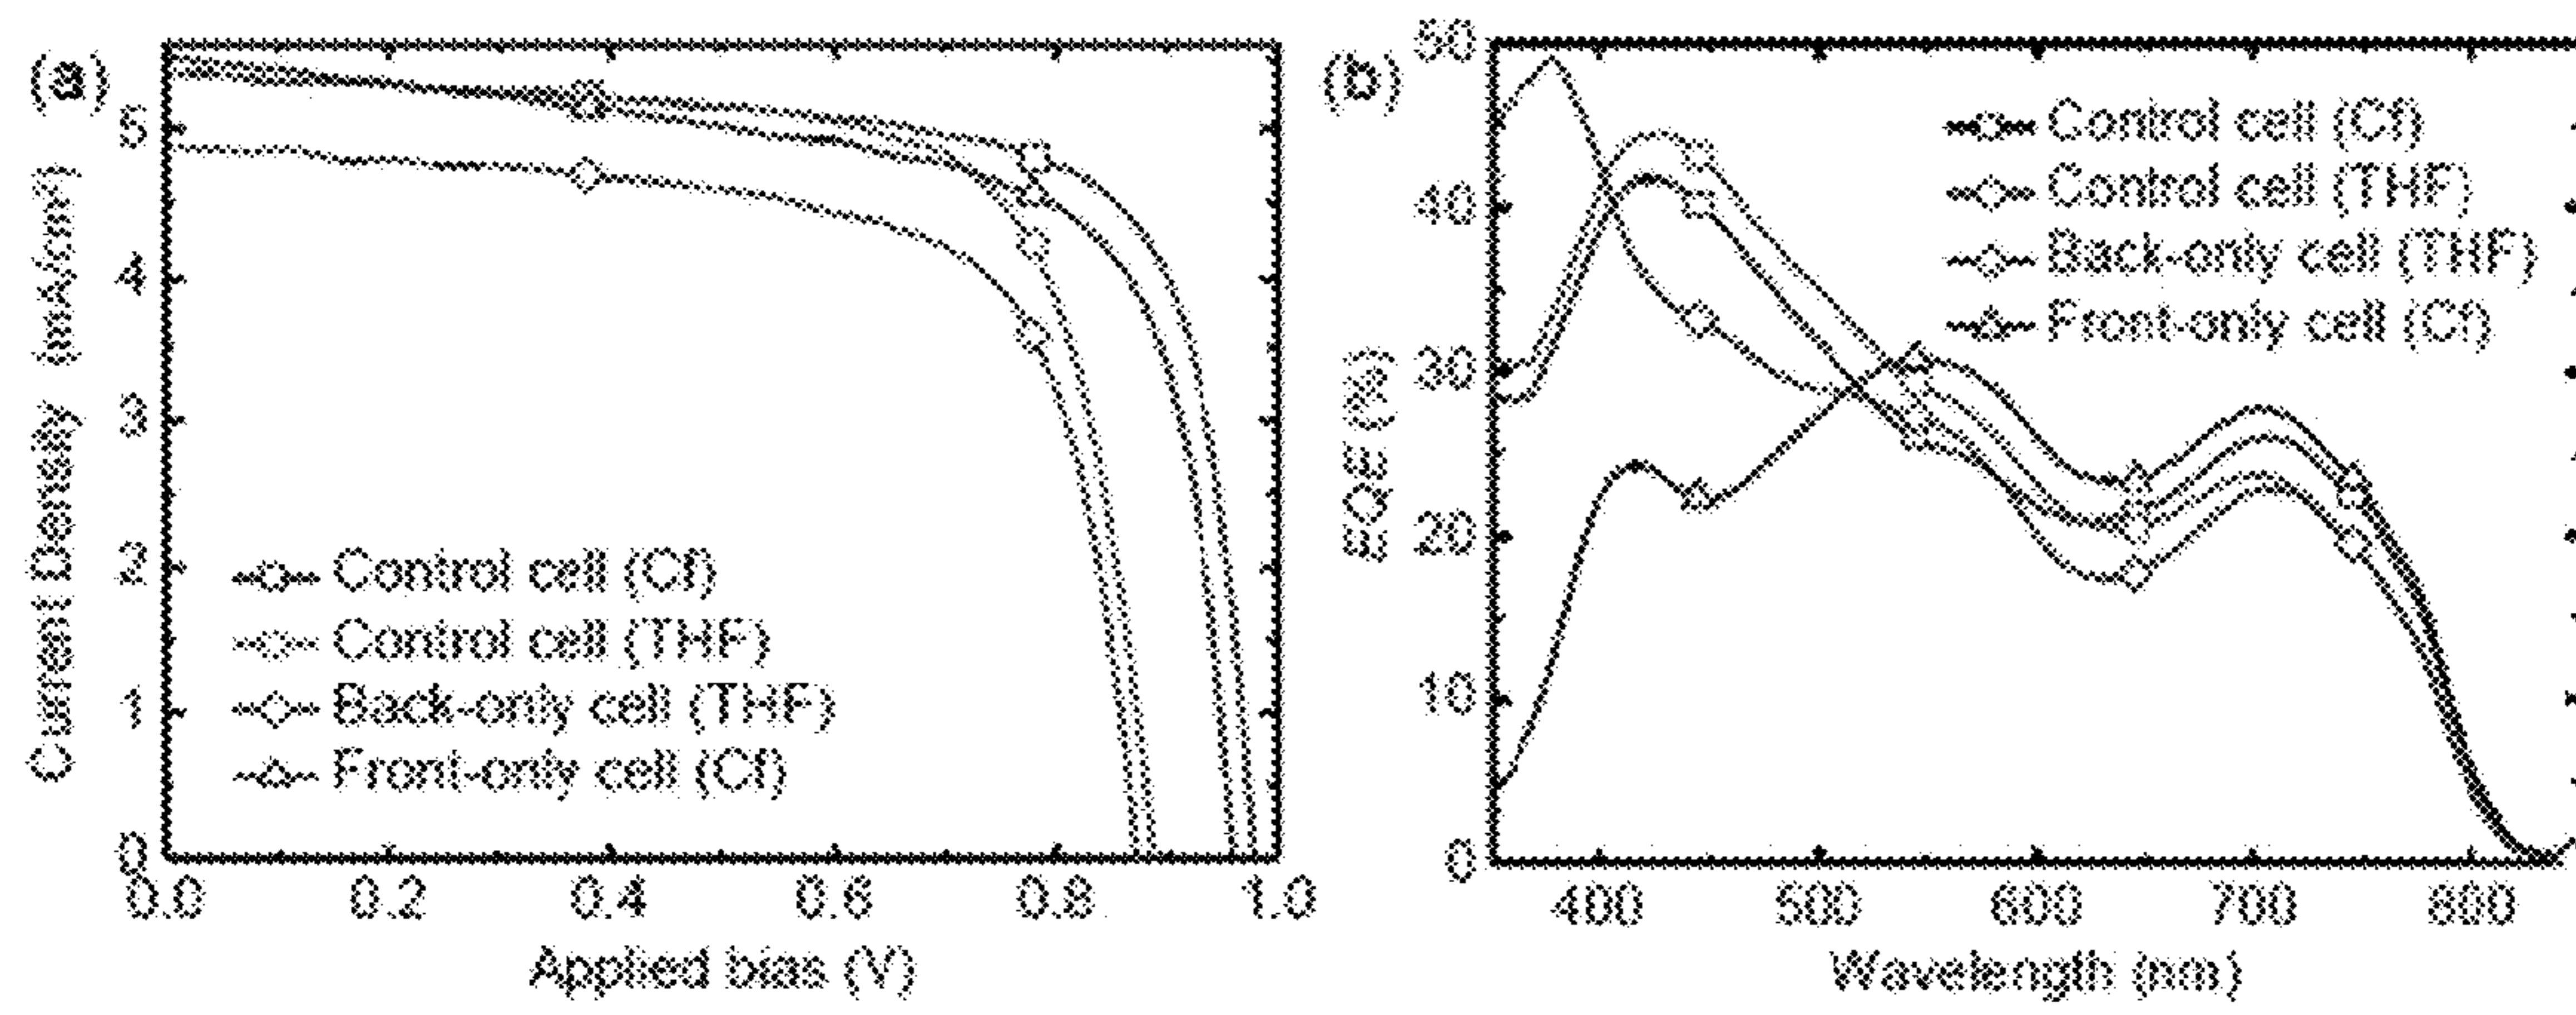 (a)
Current Density (mA/cm²)
5
4
3
2
1
0
Control cell (Cf)
Control cell (THF)
Back-only cell (THF)
Front-only cell (Cf)
0.0 0.2 0.4 0.6 0.8 1.0
Applied bias (V)
(b)
EQE (%)
50
40
30
20
10
0
Control cell (Cf)
Control cell (THF)
Back-only cell (THF)
Front-only cell (Cf)
400 500 600 700 800
Wavelength (nm)